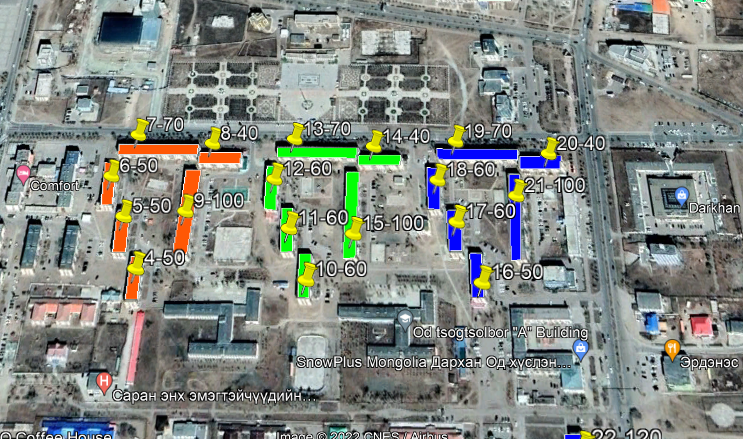 7-70
8-40
13-70
14-40
19-70
20-40
6-50
12-60
18-60
Comfort
9-100
21-100
5-50
11-60
15-100
17-60
Darkhan
4-50
10-60
16-50
Od tsogtsolbor "A" Building
SnowPlus Mongolia Дархан Од хүслэн...
Эрдэнэс
Саран энх эмэгтэйчүүдийн...
O Coffee House
Image © 2022 CNES / Airbus
22-120